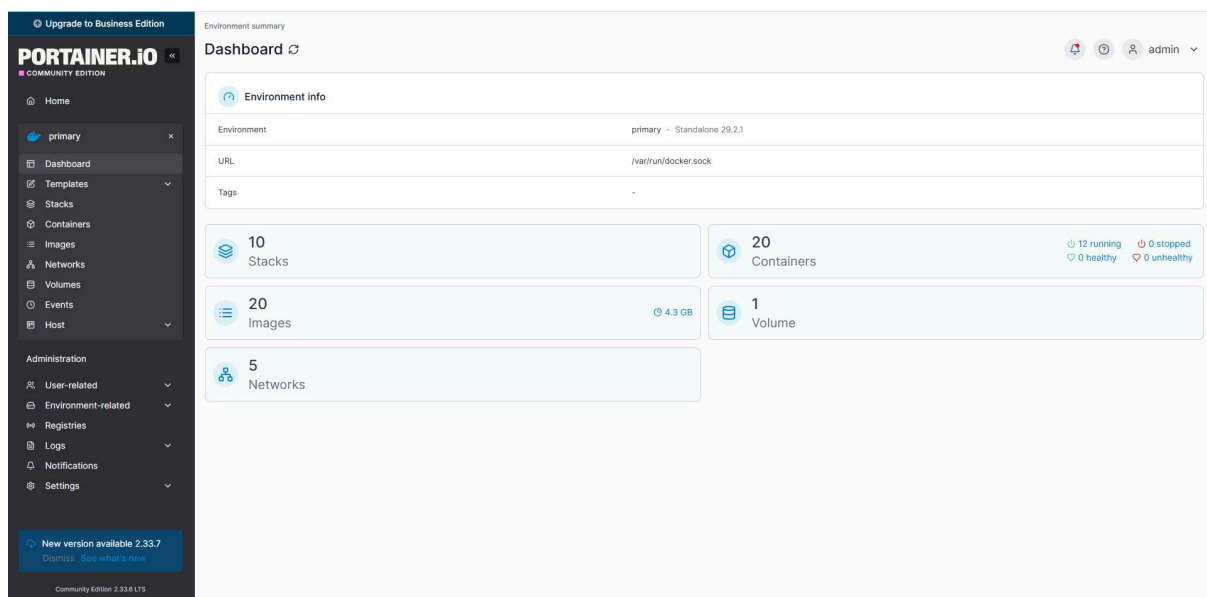 Upgrade to Business Edition
PORTAINER.iO «
COMMUNITY EDITION
Home
primary ×
Dashboard
Templates
Stacks
Containers
Images
Networks
Volumes
Events
Host
Administration
User-related
Environment-related
Registries
Logs
Notifications
Settings
New version available 2.33.7
Dismiss See what's new
Community Edition 2.33.6 LTS
Environment summary
Dashboard
admin
Environment info
Environment primary - Standalone 29.2.1
URL /var/run/docker.sock
Tags -
10
Stacks
20
Containers
12 running 0 stopped
0 healthy 0 unhealthy
20
Images
4.3 GB
1
Volume
5
Networks